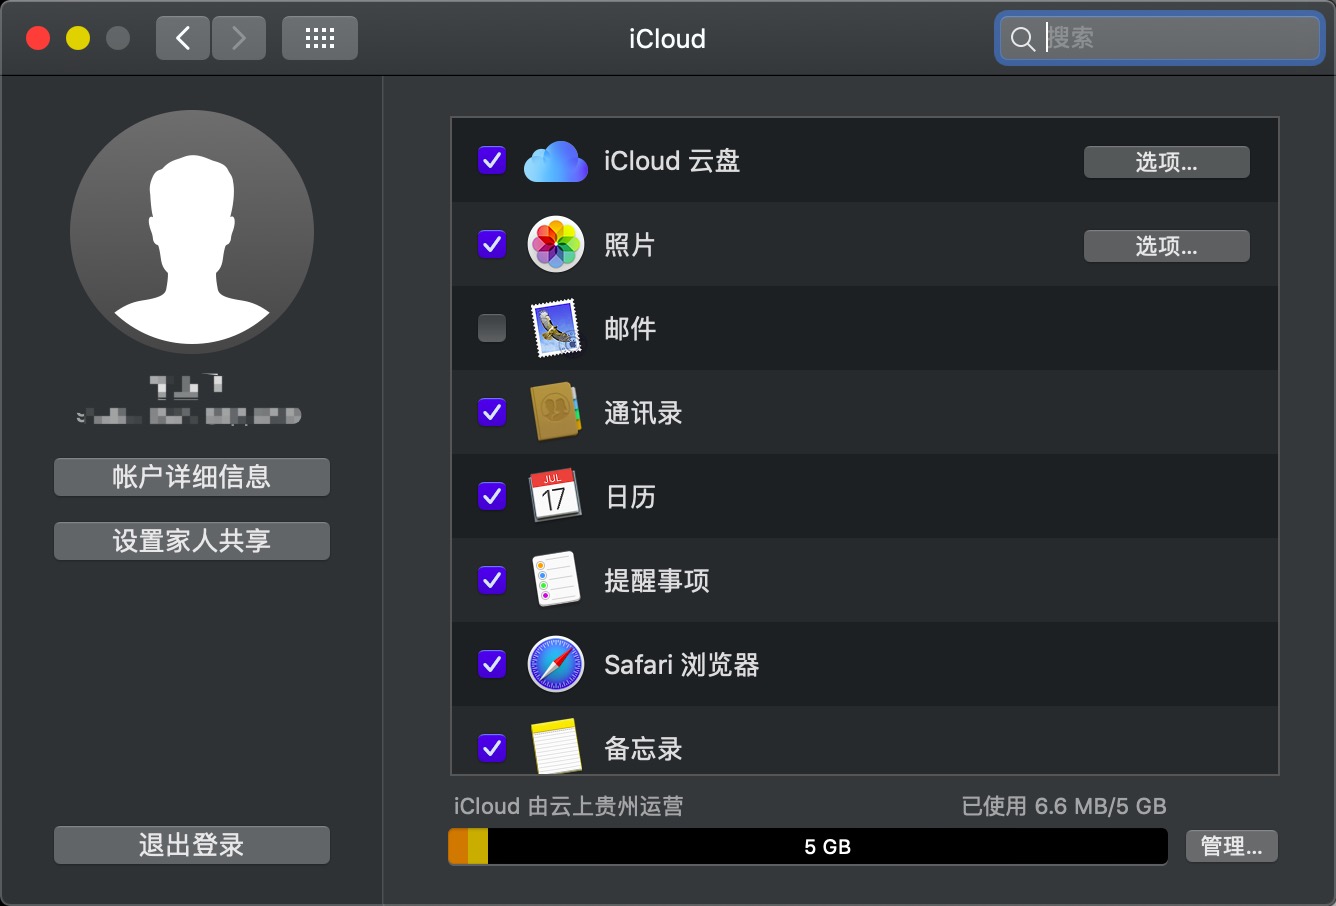 iCloud
搜索
iCloud 云盘
选项...
照片
选项...
邮件
通讯录
JUL
17
日历
提醒事项
Safari 浏览器
备忘录
帐户详细信息
设置家人共享
退出登录
iCloud 由云上贵州运营
已使用 6.6 MB/5 GB
5 GB
管理...